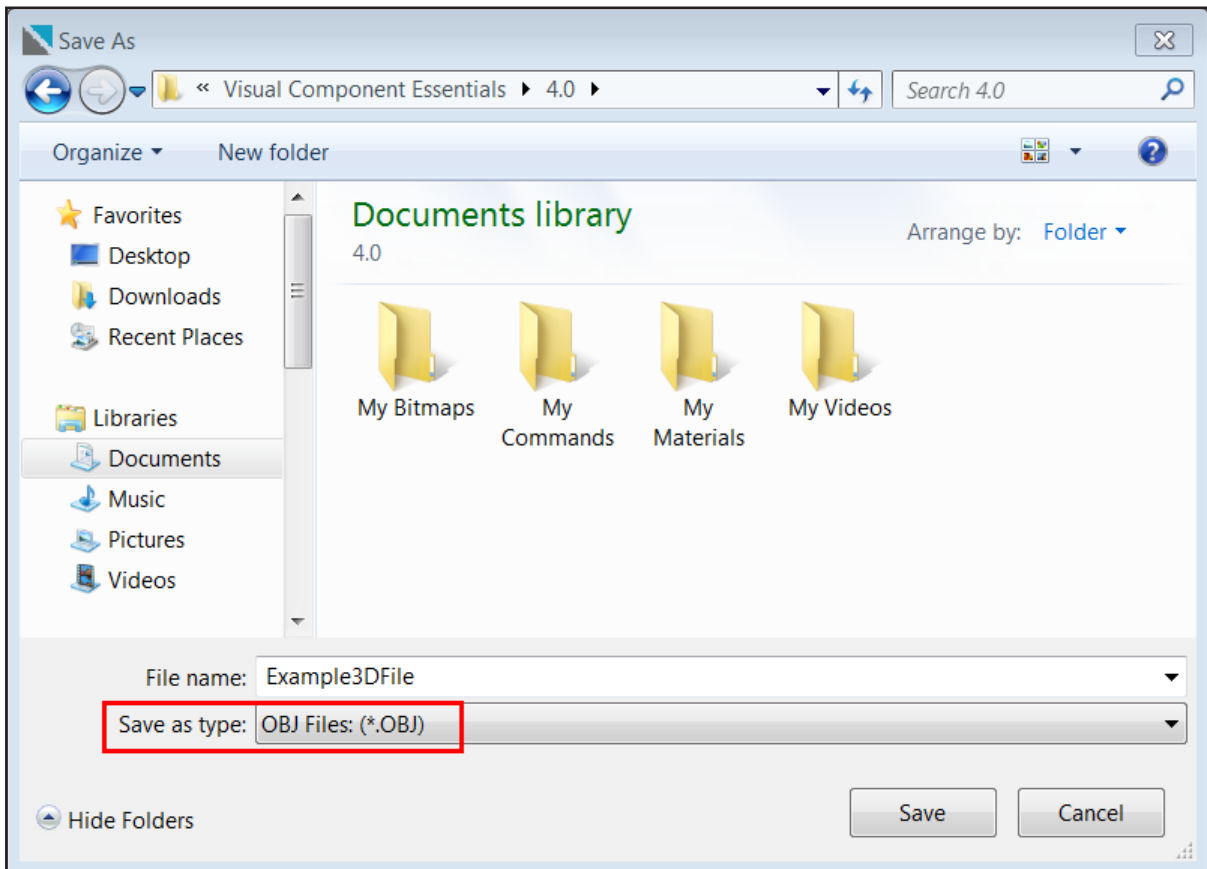 Save As
« Visual Component Essentials 4.0
Search 4.0
Organize New folder
Favorites
Desktop
Downloads
Recent Places
Libraries
Documents
Music
Pictures
Videos
Documents library
4.0
Arrange by: Folder
My Bitmaps
My
Commands
My
Materials
My Videos
File name: Example3DFile
Save as type: OBJ Files: (*.OBJ)
Hide Folders
Save
Cancel